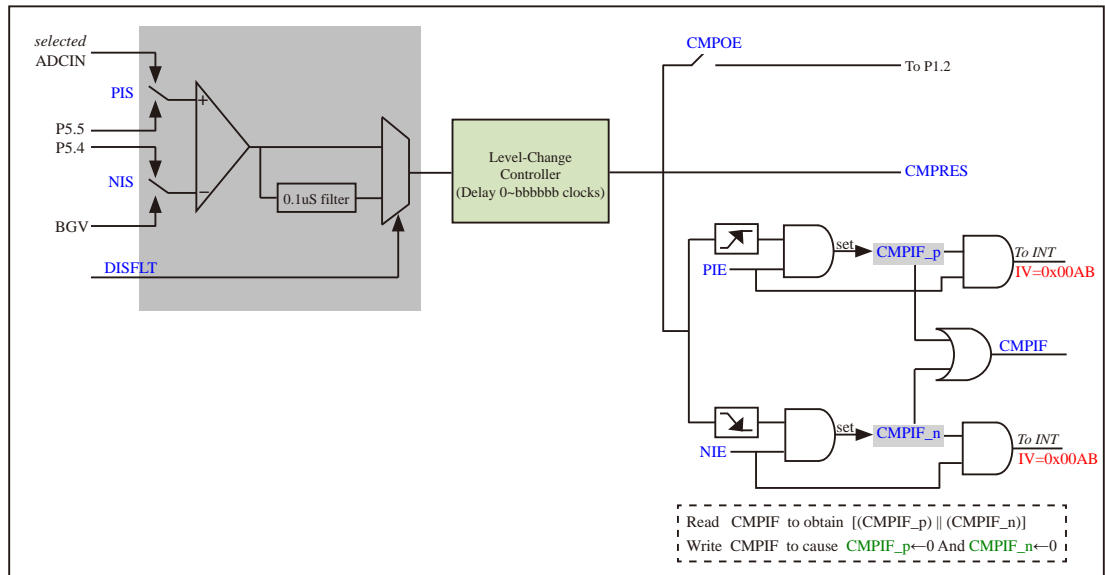 selected
ADCIN
PIS
P5.5
P5.4
NIS
BGV
DISFLT
+
−
0.1uS filter
Level-Change
Controller
(Delay 0~bbbbbb clocks)
CMPOE
To P1.2
CMPRES
PIE
set
CMPIF_p
To INT
IV=0x00AB
CMPIF
NIE
set
CMPIF_n
To INT
IV=0x00AB
Read CMPIF to obtain [(CMPIF_p) || (CMPIF_n)]
Write CMPIF to cause CMPIF_p←0 And CMPIF_n←0